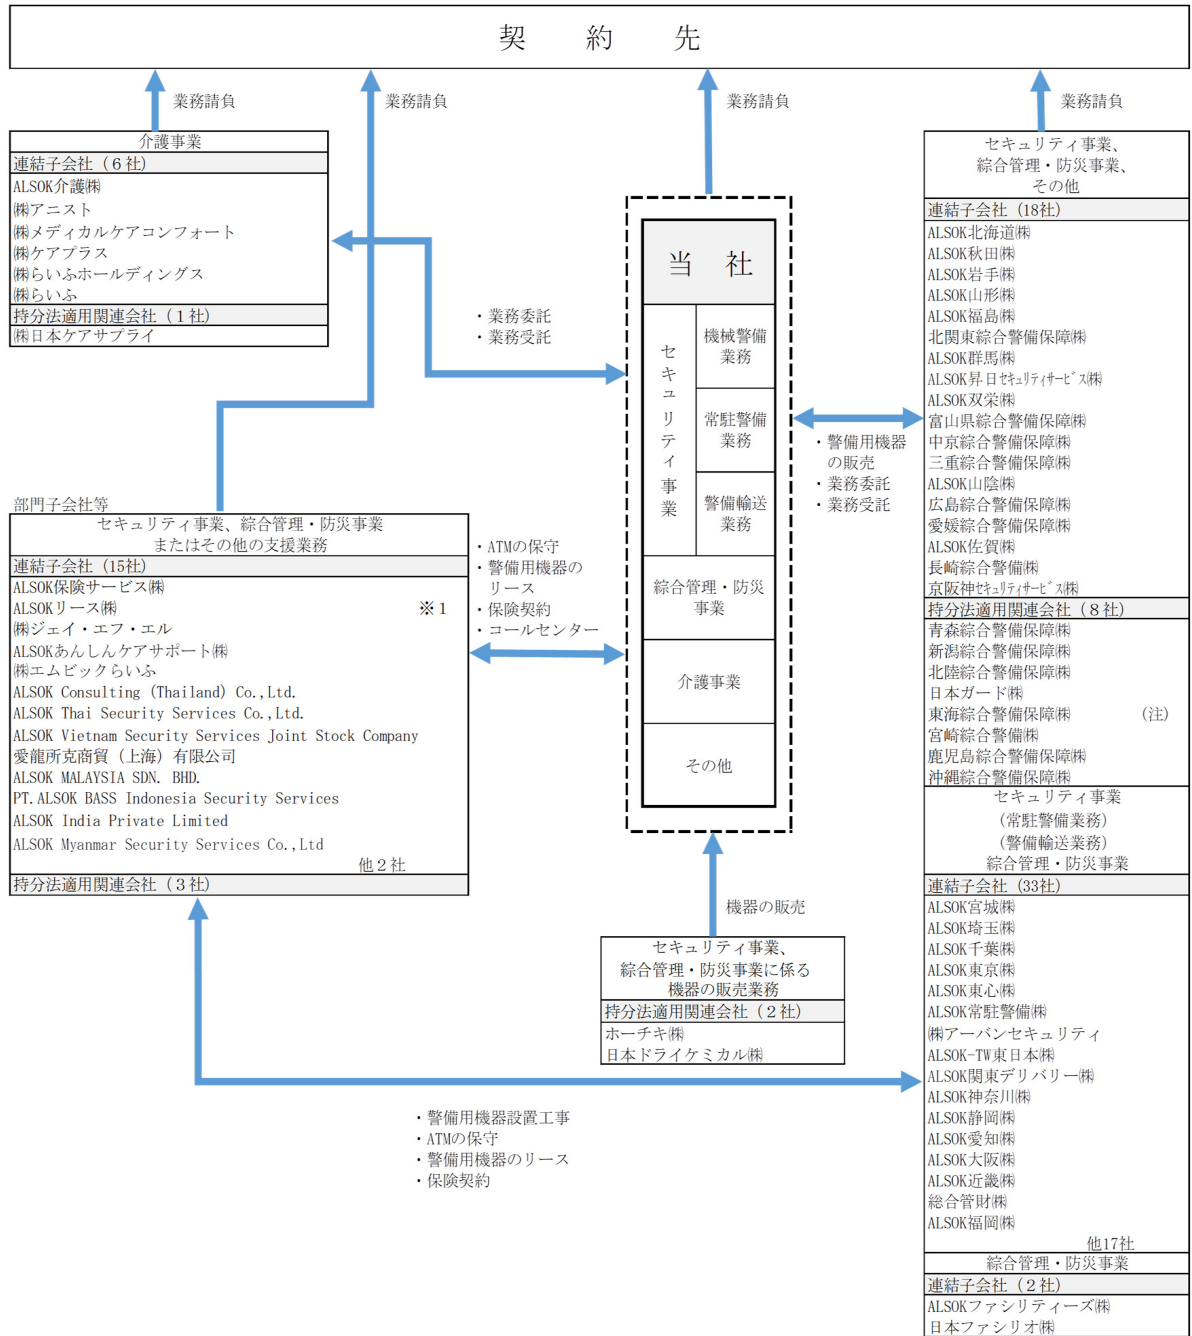 契約先
業務請負
業務請負
業務請負
業務請負
介護事業
連結子会社（６社）
ALSOK介護㈱
㈱アニスト
㈱メディカルケアコンフォート
㈱ケアプラス
㈱らいふホールディングス
㈱らいふ
持分法適用関連会社（１社）
㈱日本ケアサプライ
・業務委託
・業務受託
部門子会社等
セキュリティ事業、綜合管理・防災事業
またはその他の支援業務
連結子会社（15社）
ALSOK保険サービス㈱
ALSOKリース㈱　※１
㈱ジェイ・エフ・エル
ALSOKあんしんケアサポート㈱
㈱エムビックらいふ
ALSOK Consulting (Thailand) Co.,Ltd.
ALSOK Thai Security Services Co.,Ltd.
ALSOK Vietnam Security Services Joint Stock Company
愛龍所克商貿（上海）有限公司
ALSOK MALAYSIA SDN. BHD.
PT.ALSOK BASS Indonesia Security Services
ALSOK India Private Limited
ALSOK Myanmar Security Services Co.,Ltd
他２社
持分法適用関連会社（３社）
・ATMの保守
・警備用機器の
リース
・保険契約
・コールセンター
当社
セキュリティ事業
機械警備
業務
常駐警備
業務
警備輸送
業務
綜合管理・防災
事業
介護事業
その他
機器の販売
セキュリティ事業、
綜合管理・防災事業に係る
機器の販売業務
持分法適用関連会社（２社）
ホーチキ㈱
日本ドライケミカル㈱
・警備用機器
の販売
・業務委託
・業務受託
・警備用機器設置工事
・ATMの保守
・警備用機器のリース
・保険契約
セキュリティ事業、
綜合管理・防災事業、
その他
連結子会社（18社）
ALSOK北海道㈱
ALSOK秋田㈱
ALSOK岩手㈱
ALSOK山形㈱
ALSOK福島㈱
北関東綜合警備保障㈱
ALSOK群馬㈱
ALSOK昇日ｾｷｭﾘﾃｨｻｰﾋﾞｽ㈱
ALSOK双栄㈱
富山県綜合警備保障㈱
中京綜合警備保障㈱
三重綜合警備保障㈱
ALSOK山陰㈱
広島綜合警備保障㈱
愛媛綜合警備保障㈱
ALSOK佐賀㈱
長崎綜合警備㈱
京阪神ｾｷｭﾘﾃｨｻｰﾋﾞｽ㈱
持分法適用関連会社（８社）
青森綜合警備保障㈱
新潟綜合警備保障㈱
北陸綜合警備保障㈱
日本ガード㈱
東海綜合警備保障㈱　（注）
宮崎綜合警備㈱
鹿児島綜合警備保障㈱
沖縄綜合警備保障㈱
セキュリティ事業
（常駐警備業務）
（警備輸送業務）
綜合管理・防災事業
連結子会社（33社）
ALSOK宮城㈱
ALSOK埼玉㈱
ALSOK千葉㈱
ALSOK東京㈱
ALSOK東心㈱
ALSOK常駐警備㈱
㈱アーバンセキュリティ
ALSOK-TW東日本㈱
ALSOK関東デリバリー㈱
ALSOK神奈川㈱
ALSOK静岡㈱
ALSOK愛知㈱
ALSOK大阪㈱
ALSOK近畿㈱
総合管財㈱
ALSOK福岡㈱
他17社
綜合管理・防災事業
連結子会社（２社）
ALSOKファシリティーズ㈱
日本ファシリオ㈱